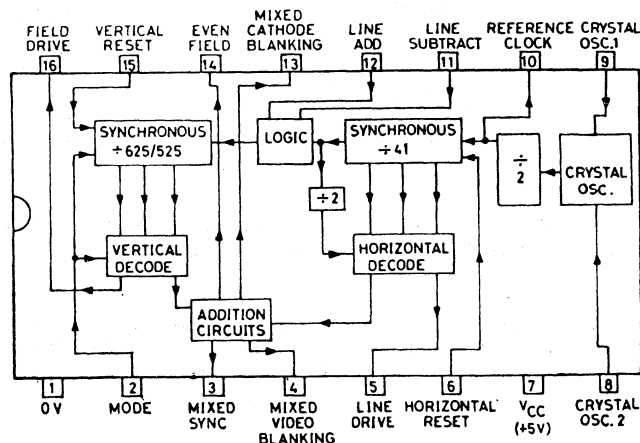 FIELD DRIVE
VERTICAL RESET
EVEN FIELD
MIXED CATHODE BLANKING
LINE ADD
LINE SUBTRACT
REFERENCE CLOCK
CRYSTAL OSC.1
16
15
14
13
12
11
10
9
SYNCHRONOUS
÷ 625/525
LOGIC
SYNCHRONOUS
÷ 41
÷ 2
CRYSTAL
OSC.
÷ 2
VERTICAL
DECODE
HORIZONTAL
DECODE
ADDITION
CIRCUITS
1
2
3
4
5
6
7
8
0V
MODE
MIXED
SYNC
MIXED
VIDEO
BLANKING
LINE
DRIVE
HORIZONTAL
RESET
VCC
(+5V)
CRYSTAL
OSC. 2